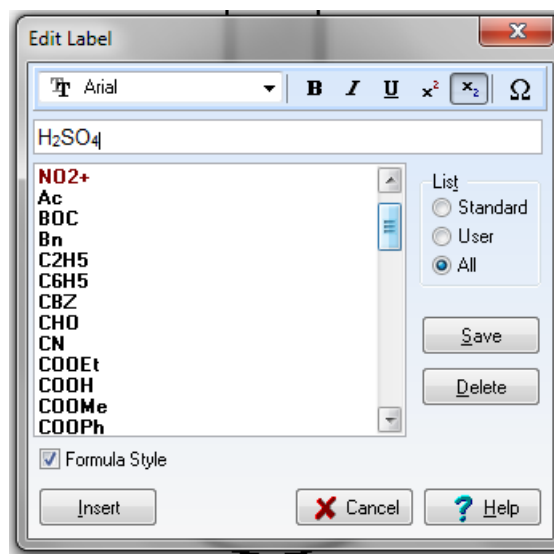 Edit Label
Arial B I U x² x₂ Ω
H₂SO₄
NO2+
Ac
BOC
Bn
C2H5
C6H5
CBZ
CHO
CN
COOEt
COOH
COOMe
COOPh
List
Standard
User
All
Save
Delete
Formula Style
Insert Cancel ? Help